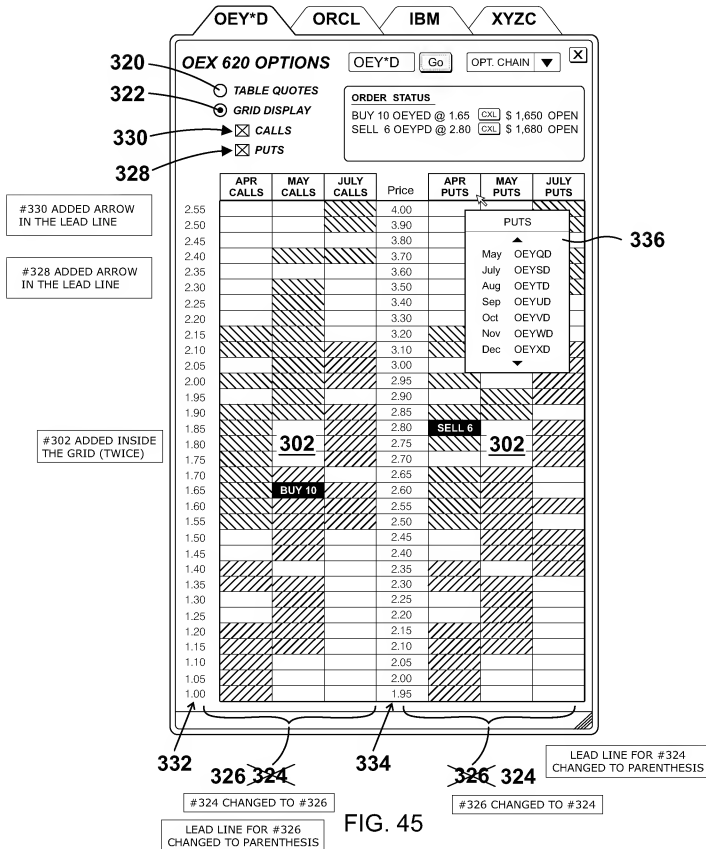 OEY*D ORCL IBM XYZC
OEX 620 OPTIONS OEY*D Go OPT. CHAIN ▼ X
320
TABLE QUOTES
322
GRID DISPLAY
330
CALLS
328
PUTS
ORDER STATUS
BUY 10 OEYED @ 1.65 CXL $ 1,650 OPEN
SELL 6 OEYPD @ 2.80 CXL $ 1,680 OPEN
APR CALLS MAY CALLS JULY CALLS Price APR PUTS MAY PUTS JULY PUTS
#330 ADDED ARROW
IN THE LEAD LINE
#328 ADDED ARROW
IN THE LEAD LINE
#302 ADDED INSIDE
THE GRID (TWICE)
2.55 4.00
2.50 3.90
2.45 3.80
2.40 3.70
2.35 3.60
2.30 3.50
2.25 3.40
2.20 3.30
2.15 3.20
2.10 3.10
2.05 3.00
2.00 2.95
1.95 2.90
1.90 2.85
1.85 2.80 SELL 6
1.80 302 2.75 302
1.75 2.70
1.70 2.65
1.65 BUY 10 2.60
1.60 2.55
1.55 2.50
1.50 2.45
1.45 2.40
1.40 2.35
1.35 2.30
1.30 2.25
1.25 2.20
1.20 2.15
1.15 2.10
1.10 2.05
1.05 2.00
1.00 1.95
PUTS
May OEYQD
July OEYSD
Aug OEYTD
Sep OEYUD
Oct OEYVD
Nov OEYWD
Dec OEYXD
336
332 334
326 324
326 324
#324 CHANGED TO #326
LEAD LINE FOR #326
CHANGED TO PARENTHESIS
LEAD LINE FOR #324
CHANGED TO PARENTHESIS
#326 CHANGED TO #324
FIG. 45